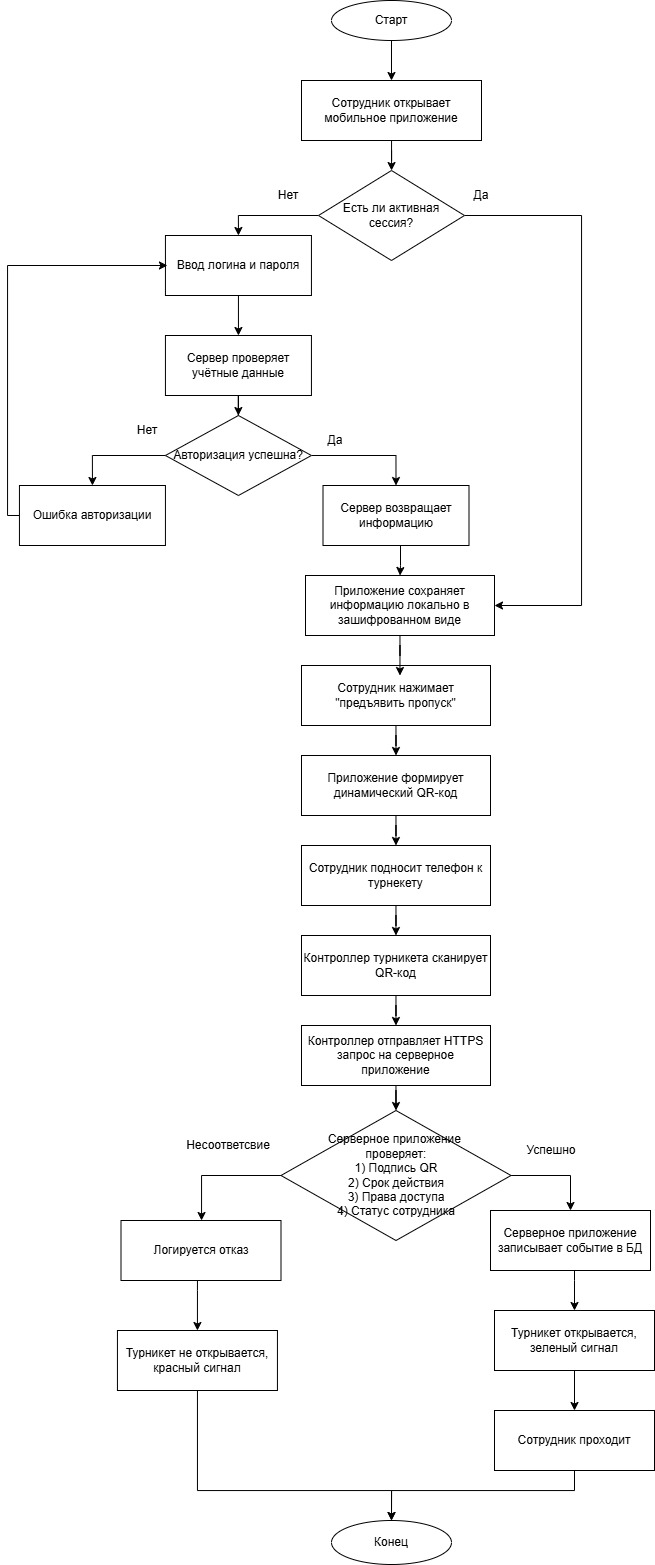 Старт
Сотрудник открывает
мобильное приложение
Нет
Да
Есть ли активная
сессия?
Ввод логина и пароля
Сервер проверяет
учётные данные
Нет
Да
Авторизация успешна?
Ошибка авторизации
Сервер возвращает
информацию
Приложение сохраняет
информацию локально в
зашифрованном виде
Сотрудник нажимает
"предъявить пропуск"
Приложение формирует
динамический QR-код
Сотрудник подносит телефон к
турнекету
Контроллер турникета сканирует
QR-код
Контроллер отправляет HTTPS
запрос на серверное
приложение
Несоответсвие
Успешно
Серверное приложение
проверяет:
1) Подпись QR
2) Срок действия
3) Права доступа
4) Статус сотрудника
Логируется отказ
Серверное приложение
записывает событие в БД
Турникет не открывается,
красный сигнал
Турникет открывается,
зеленый сигнал
Сотрудник проходит
Конец